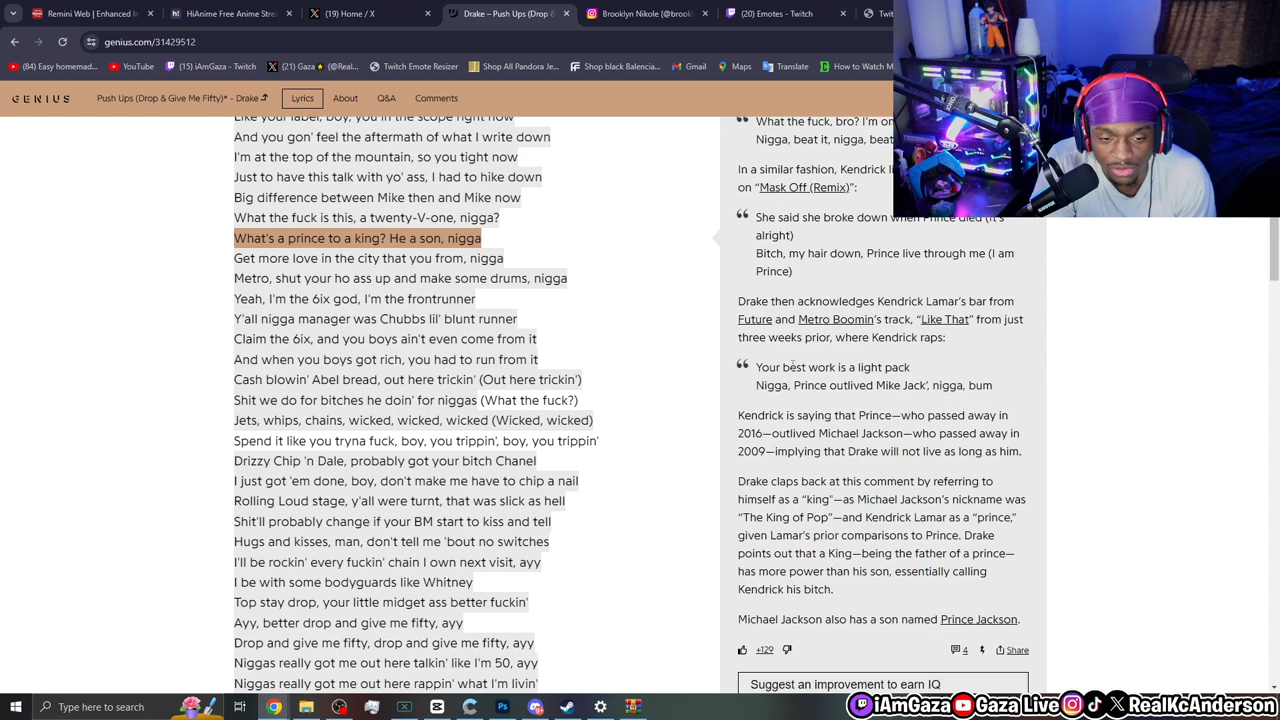 Remini Web | Enhanced I
HiAnime Free Anime Stre
(19) Home / X
Drake – Push Ups (Drop &
Brooklyn Nikole (@brook
(20) Emotes - Twitch
Twit
genius.com/31429512
(84) Easy homemad...
YouTube
(15) iAmGaza - Twitch
Gaza ★ (@Rea...
Twitch Emote Resizer
Shop All Pandora Je...
Shop black Balencia...
Gmail
Maps
Translate
How to Watch M
GENIUS
Push Ups (Drop & Give Me Fifty)* - Drake
Lyrics
About
Q&A
Comments
Like your label, boy, you in the scope right now
And you gon' feel the aftermath of what I write down
I'm at the top of the mountain, so you tight now
Just to have this talk with yo' ass, I had to hike down
Big difference between Mike then and Mike now
What the fuck is this, a twenty-V-one, nigga?
What's a prince to a king? He a son, nigga
Get more love in the city that you from, nigga
Metro, shut your ho ass up and make some drums, nigga
Yeah, I'm the 6ix god, I'm the frontrunner
Y'all nigga manager was Chubbs lil' blunt runner
Claim the 6ix, and you boys ain't even come from it
And when you boys got rich, you had to run from it
Cash blowin' Abel bread, out here trickin' (Out here trickin')
Shit we do for bitches he doin' for niggas (What the fuck?)
Jets, whips, chains, wicked, wicked, wicked (Wicked, wicked)
Spend it like you tryna fuck, boy, you trippin', boy, you trippin'
Drizzy Chip 'n Dale, probably got your bitch Chanel
I just got 'em done, boy, don't make me have to chip a nail
Rolling Loud stage, y'all were turnt, that was slick as hell
Shit'll probably change if your BM start to kiss and tell
Hugs and kisses, man, don't tell me 'bout no switches
I'll be rockin' every fuckin' chain I own next visit, ayy
I be with some bodyguards like Whitney
Top stay drop, your little midget ass better fuckin'
Ayy, better drop and give me fifty, ayy
Drop and give me fifty, drop and give me fifty, ayy
Niggas really got me out here talkin' like I'm 50, ayy
Niggas really got me out here rappin' what I'm livin'
What the fuck, bro? I'm on
Nigga, beat it, nigga, beat
In a similar fashion, Kendrick li
on “Mask Off (Remix)”:
She said she broke down when Prince died (It's
alright)
Bitch, my hair down, Prince live through me (I am
Prince)
Drake then acknowledges Kendrick Lamar's bar from
Future and Metro Boomin's track, “Like That” from just
three weeks prior, where Kendrick raps:
Your best work is a light pack
Nigga, Prince outlived Mike Jack', nigga, bum
Kendrick is saying that Prince—who passed away in
2016—outlived Michael Jackson—who passed away in
2009—implying that Drake will not live as long as him.
Drake claps back at this comment by referring to
himself as a “king”—as Michael Jackson's nickname was
“The King of Pop”—and Kendrick Lamar as a “prince,”
given Lamar's prior comparisons to Prince. Drake
points out that a King—being the father of a prince—
has more power than his son, essentially calling
Kendrick his bitch.
Michael Jackson also has a son named Prince Jackson.
+129
4
Share
Suggest an improvement to earn IQ
Type here to search
iAmGaza
Gaza Live
RealKcAnderson